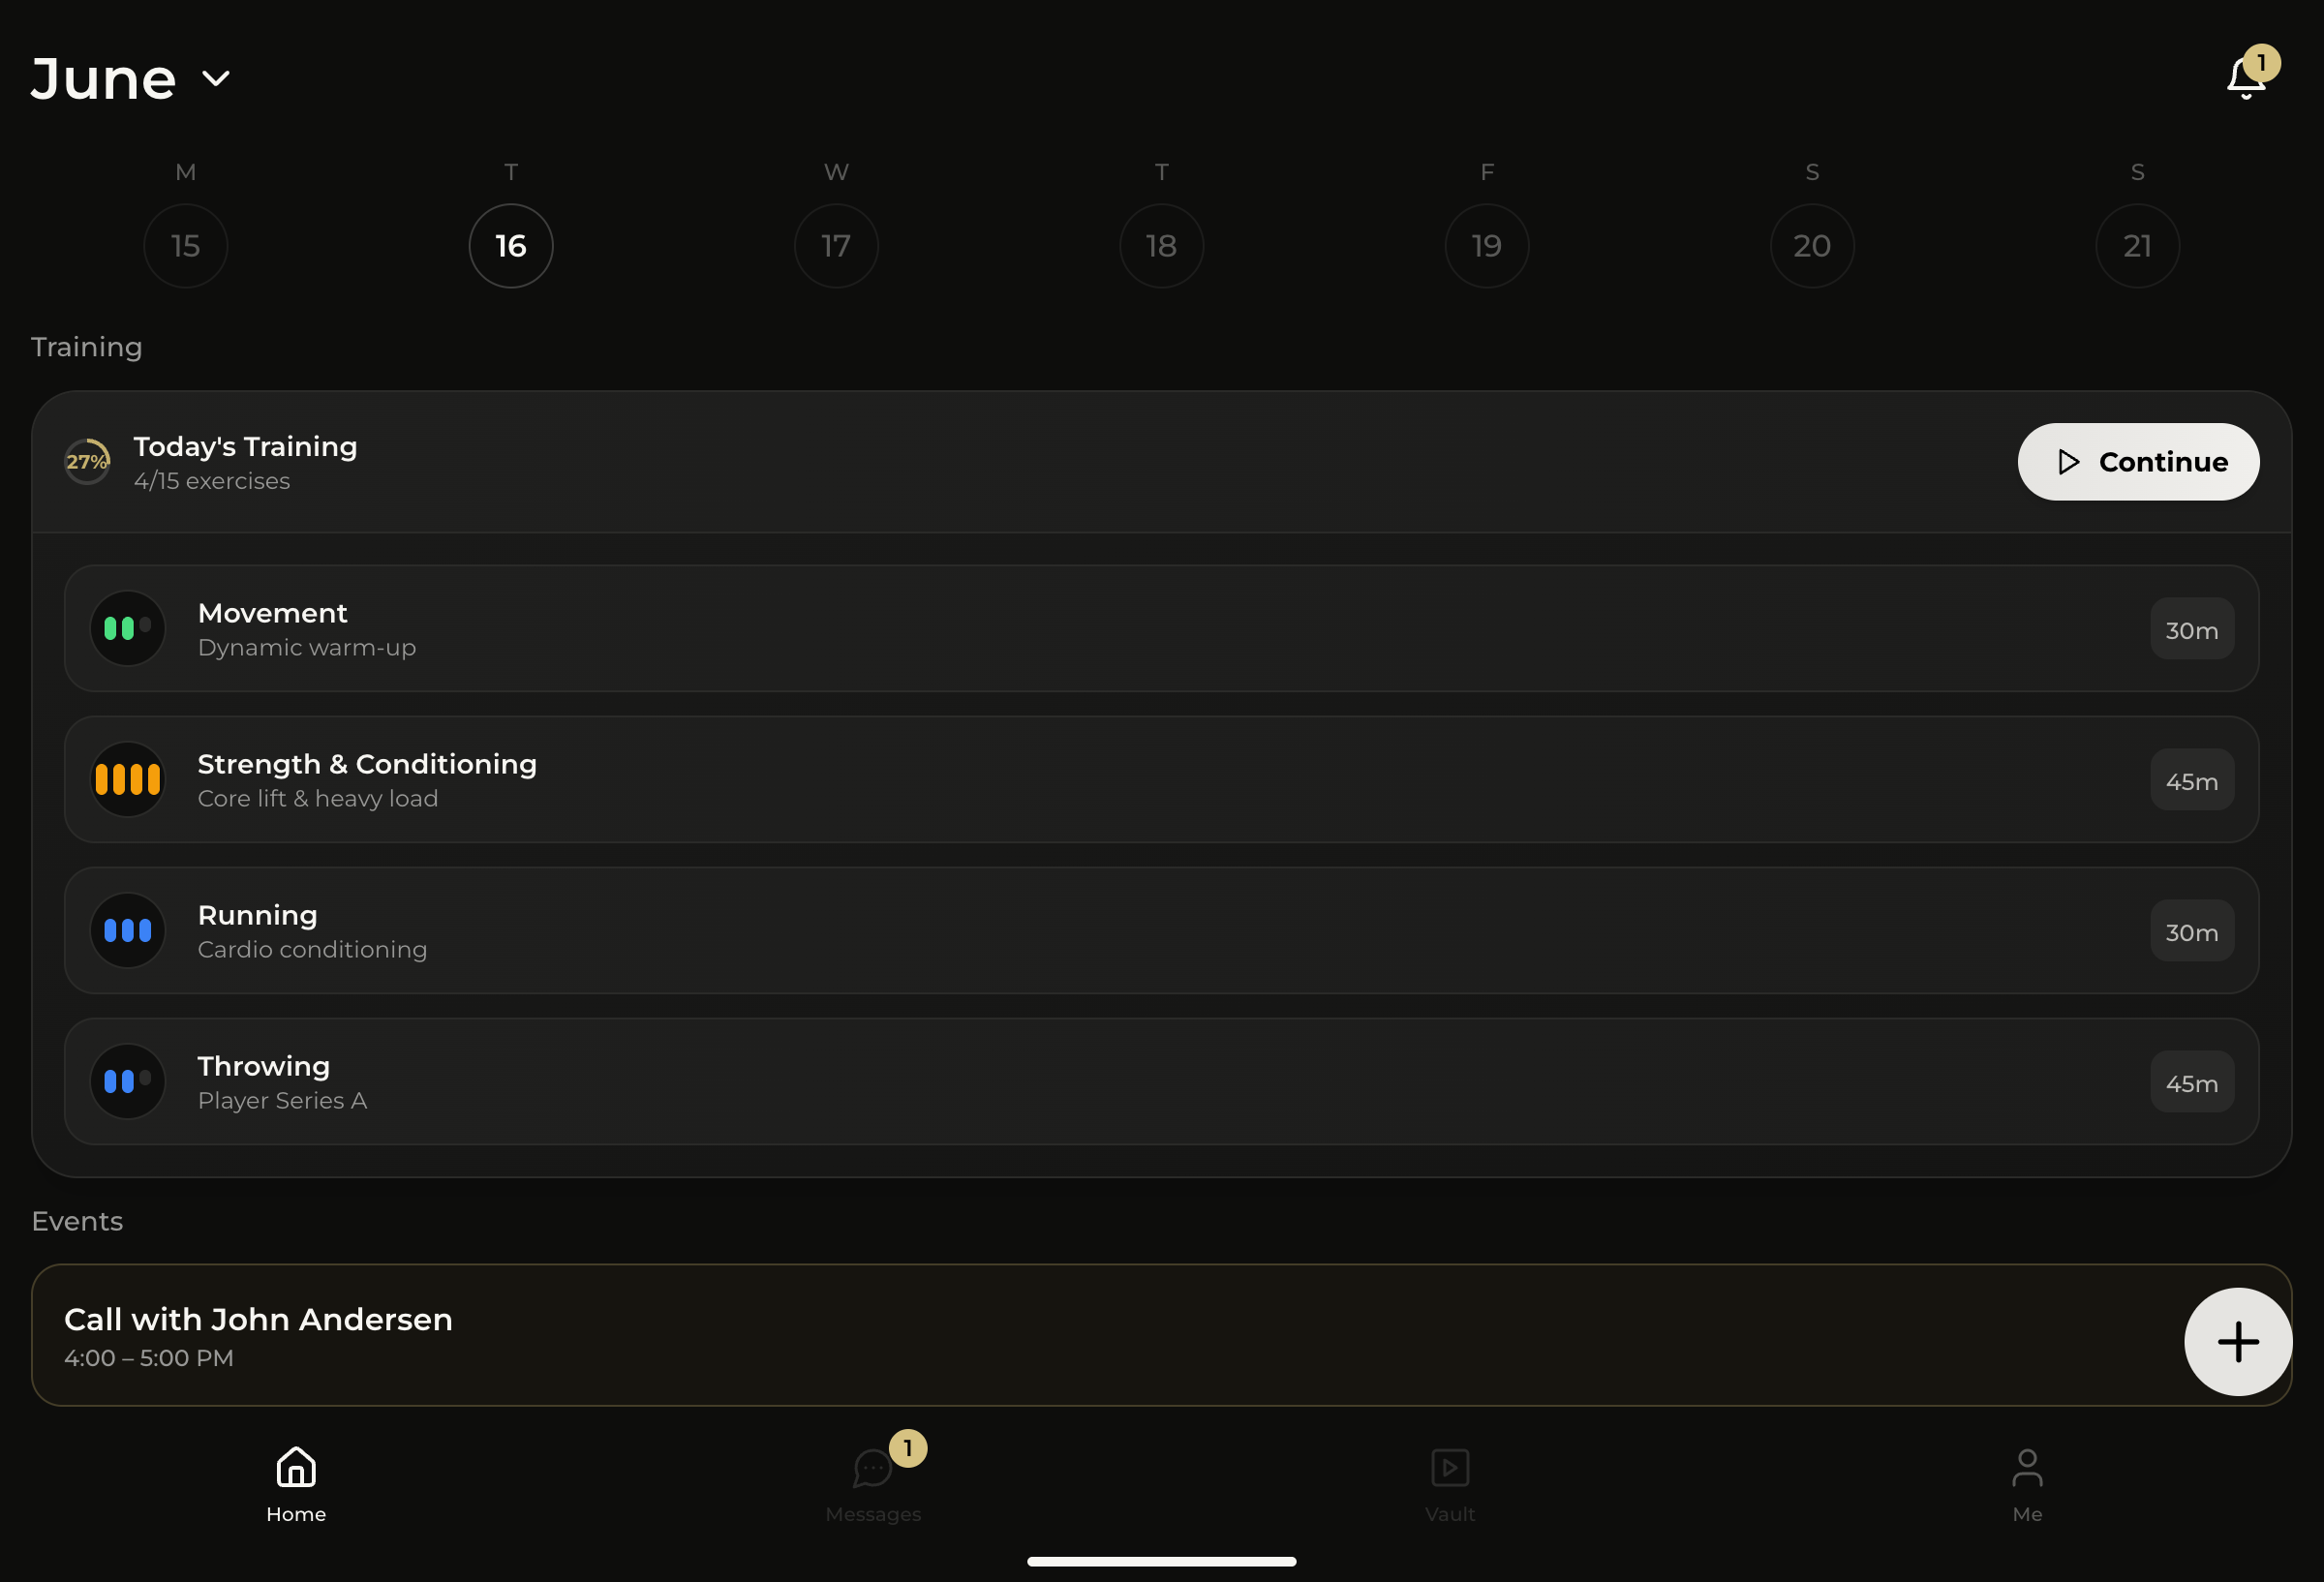 June
1
M T W T F S S
15 16 17 18 19 20 21
Training
27%
Today's Training
4/15 exercises
Continue
Movement
Dynamic warm-up
30m
Strength & Conditioning
Core lift & heavy load
45m
Running
Cardio conditioning
30m
Throwing
Player Series A
45m
Events
Call with John Andersen
4:00 – 5:00 PM
1
Home
Messages
Vault
Me